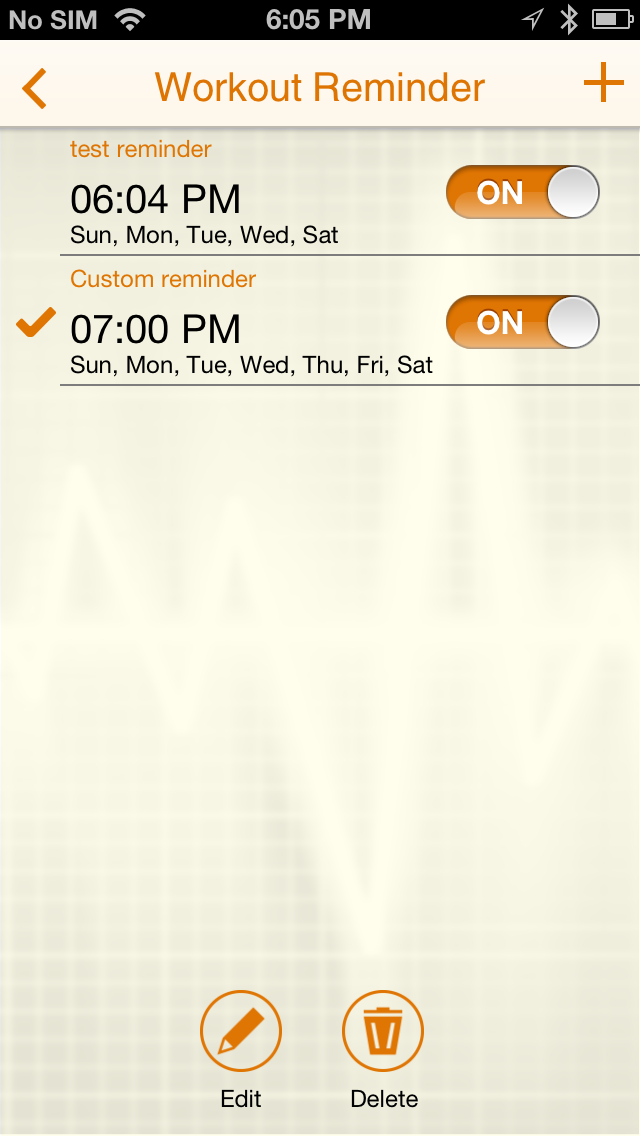 No SIM 6:05 PM
Workout Reminder
test reminder
06:04 PM
ON
Sun, Mon, Tue, Wed, Sat
Custom reminder
07:00 PM
ON
Sun, Mon, Tue, Wed, Thu, Fri, Sat
Edit Delete